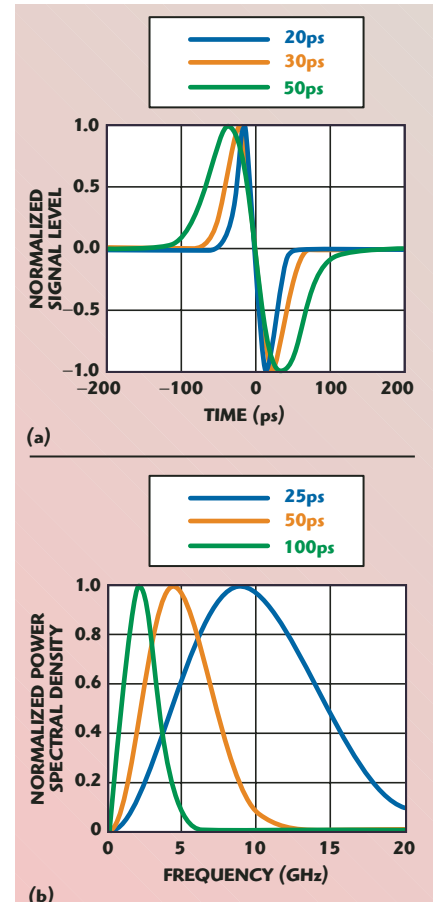 20ps
30ps
50ps
1.0
0.5
0.0
−0.5
−1.0
NORMALIZED
SIGNAL LEVEL
−200
−100
0
100
200
TIME (ps)
(a)
25ps
50ps
100ps
1.0
0.8
0.6
0.4
0.2
0
NORMALIZED POWER
SPECTRAL DENSITY
0
5
10
15
20
FREQUENCY (GHz)
(b)